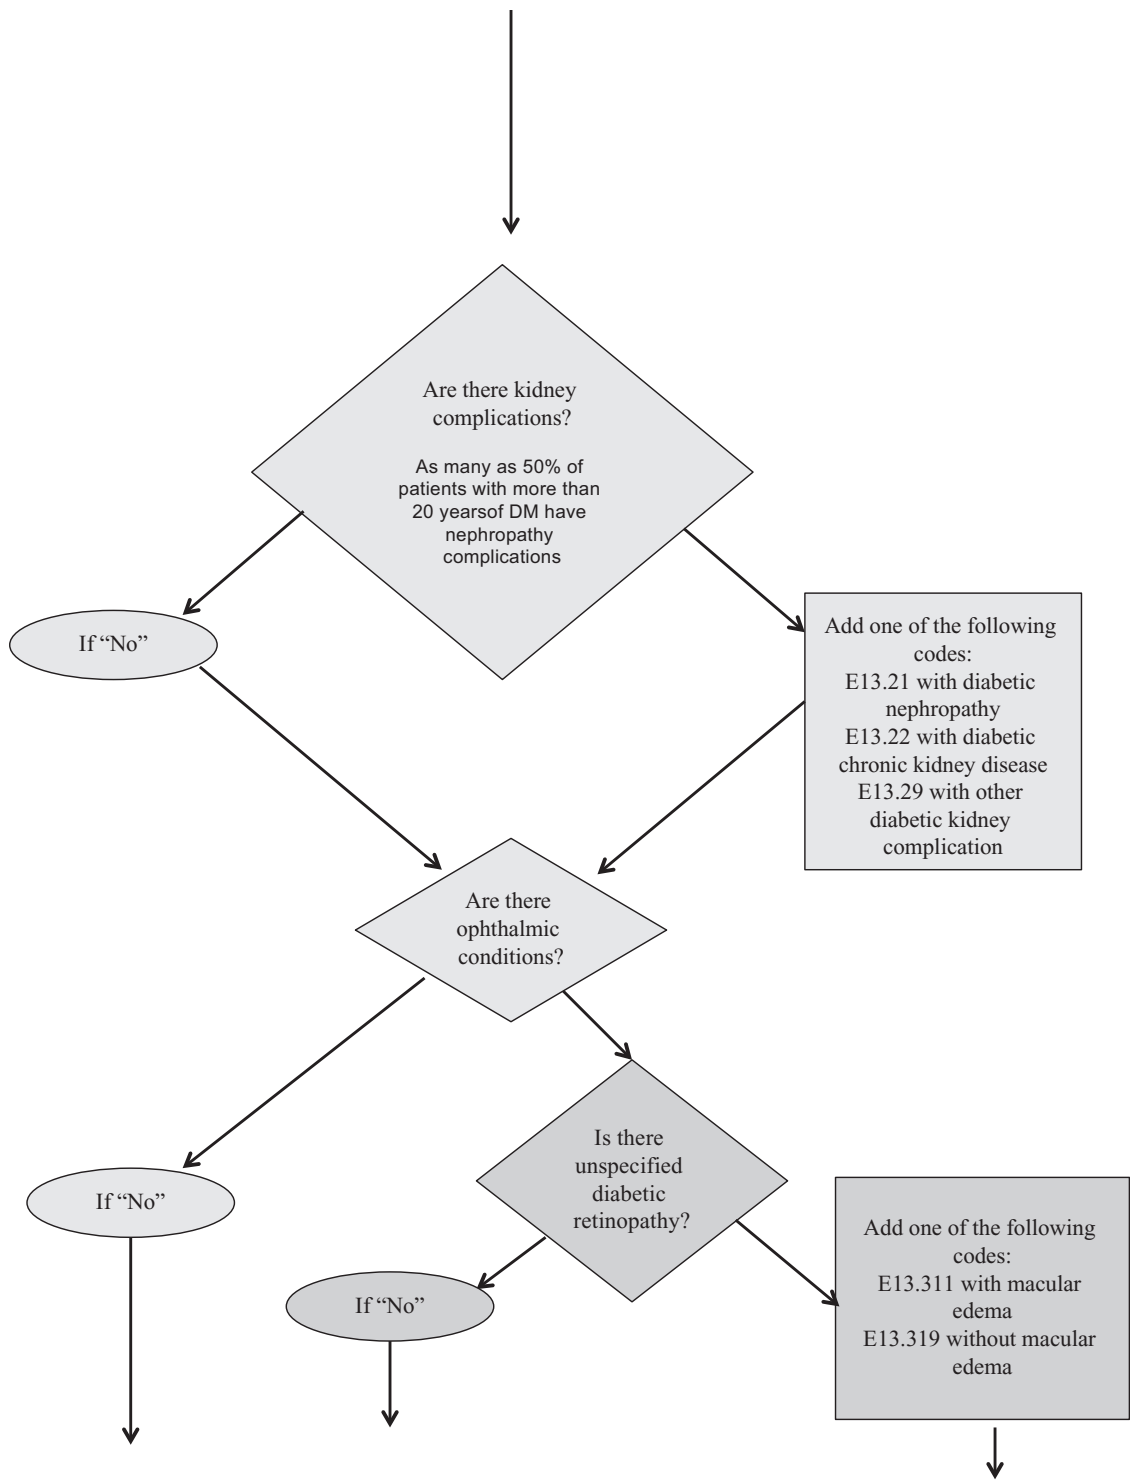 Are there kidney
complications?
As many as 50% of
patients with more than
20 yearsof DM have
nephropathy
complications
If “No”
Add one of the following
codes:
E13.21 with diabetic
nephropathy
E13.22 with diabetic
chronic kidney disease
E13.29 with other
diabetic kidney
complication
Are there
ophthalmic
conditions?
If “No”
Is there
unspecified
diabetic
retinopathy?
If “No”
Add one of the following
codes:
E13.311 with macular
edema
E13.319 without macular
edema